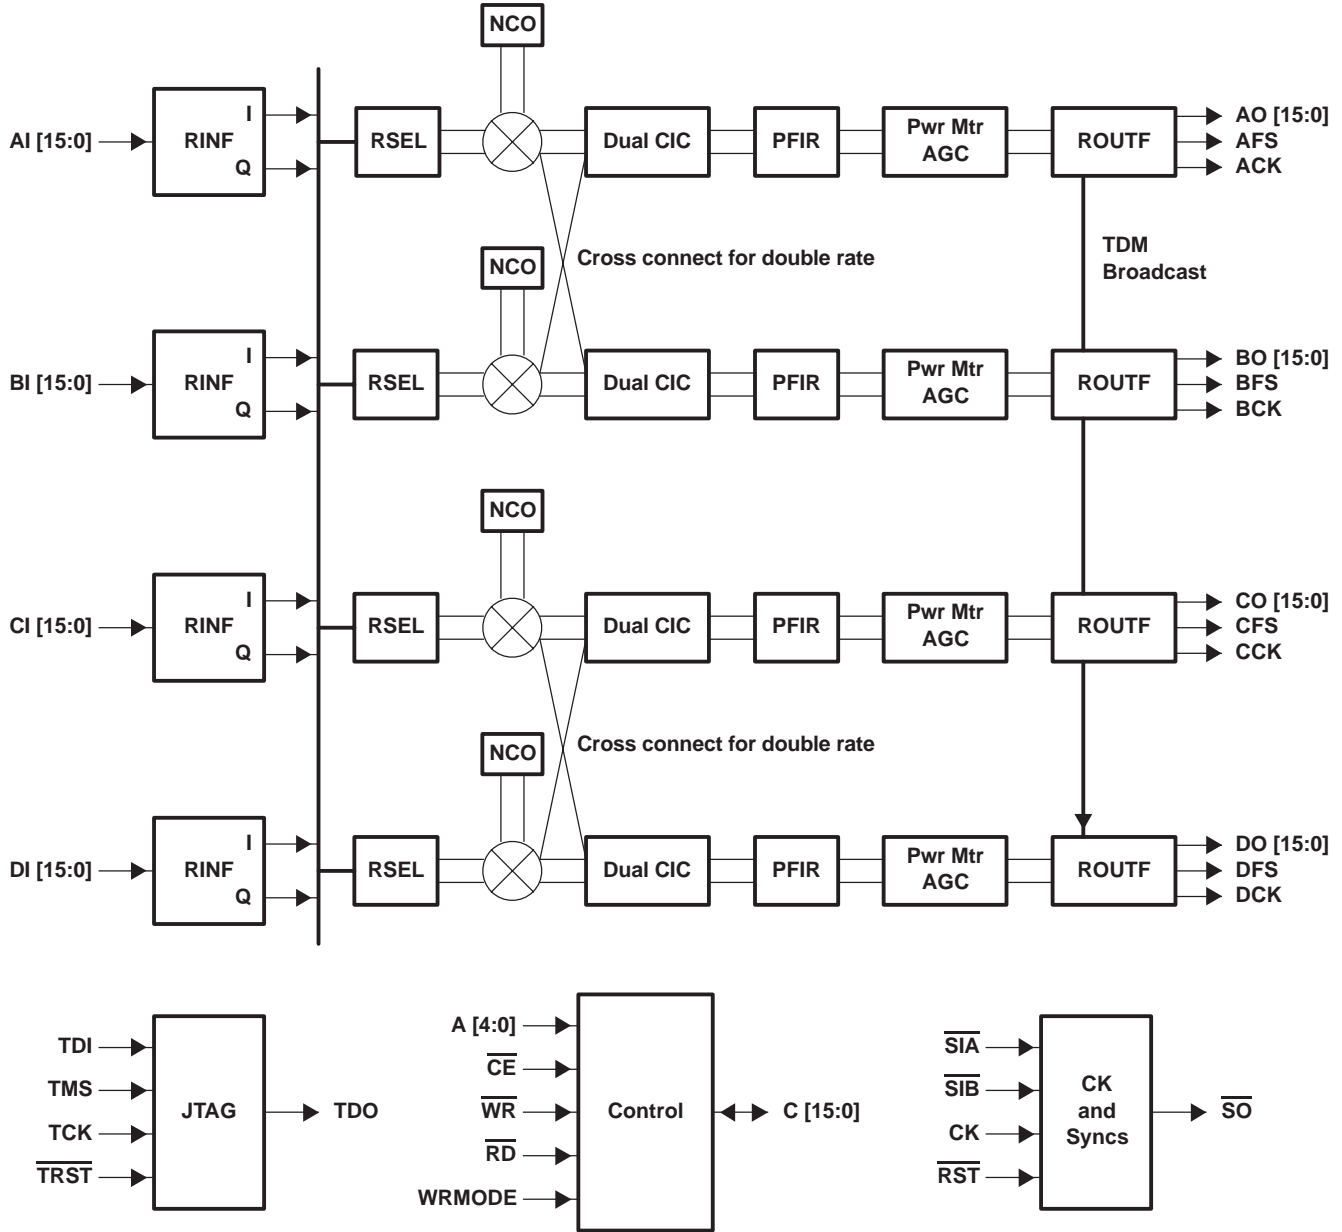 NCO
AI [15:0]
RINF
I
Q
RSEL
Dual CIC
PFIR
Pwr Mtr
AGC
ROUTF
AO [15:0]
AFS
ACK
NCO
Cross connect for double rate
TDM
Broadcast
BI [15:0]
RINF
I
Q
RSEL
Dual CIC
PFIR
Pwr Mtr
AGC
ROUTF
BO [15:0]
BFS
BCK
NCO
CI [15:0]
RINF
I
Q
RSEL
Dual CIC
PFIR
Pwr Mtr
AGC
ROUTF
CO [15:0]
CFS
CCK
NCO
Cross connect for double rate
DI [15:0]
RINF
I
Q
RSEL
Dual CIC
PFIR
Pwr Mtr
AGC
ROUTF
DO [15:0]
DFS
DCK
TDI
TMS
TCK
TRST
JTAG
TDO
A [4:0]
CE
WR
RD
WRMODE
Control
C [15:0]
SIA
SIB
CK
RST
CK
and
Syncs
SO